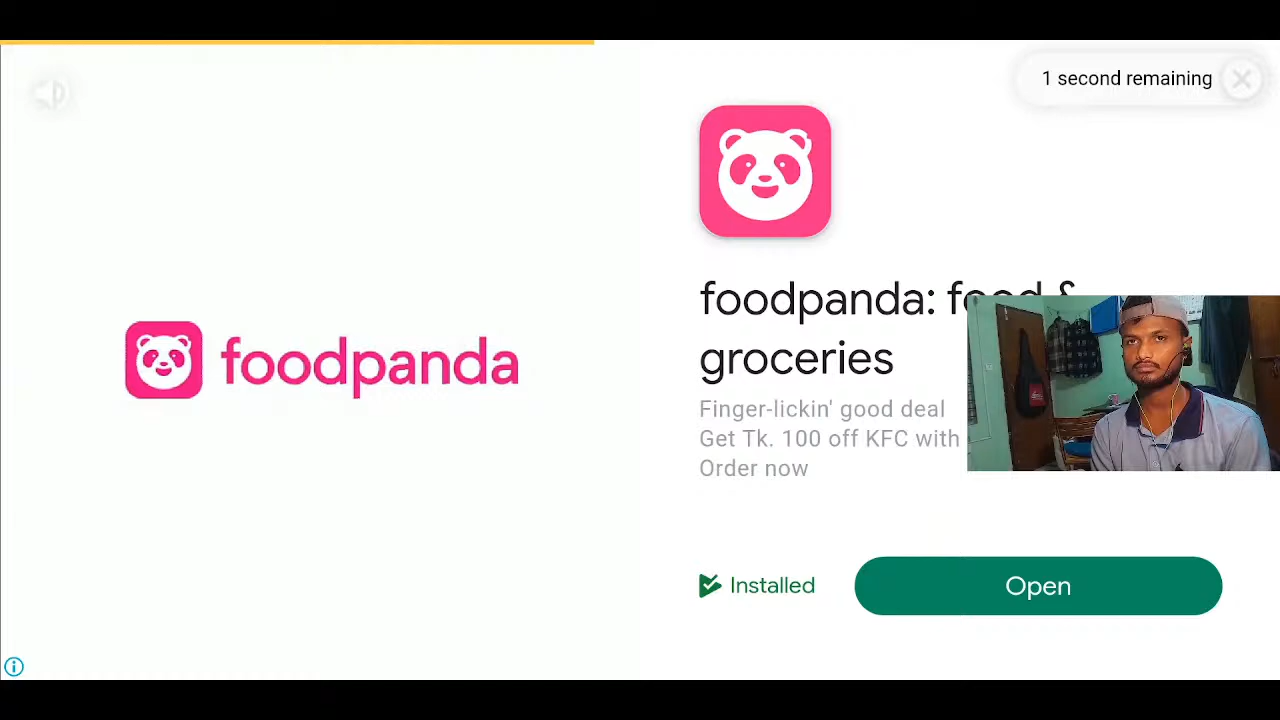 1 second remaining
foodpanda
foodpanda: food &
groceries
Finger-lickin' good deal
Get Tk. 100 off KFC with
Order now
Installed
Open